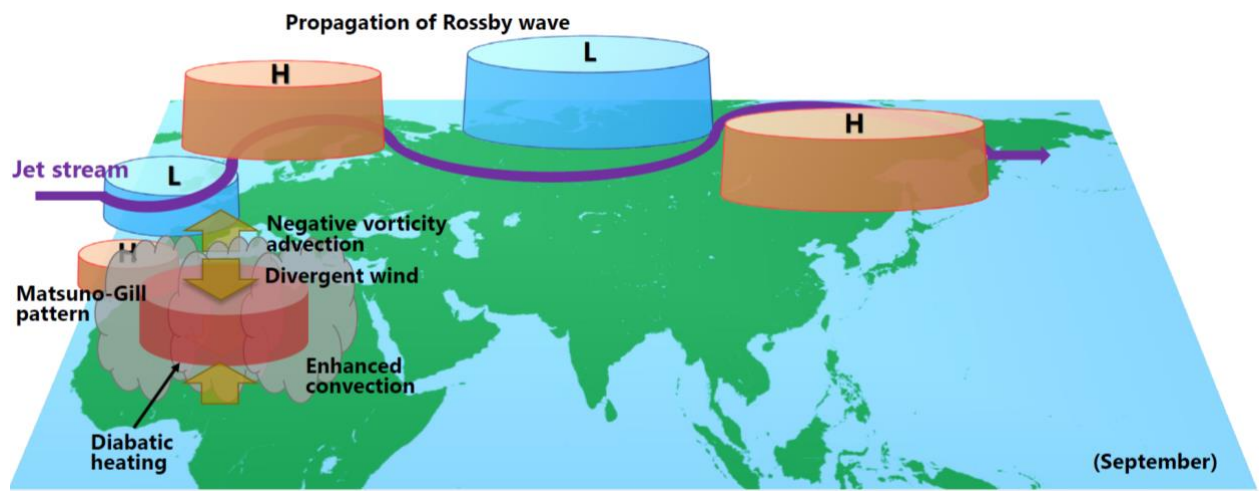 Propagation of Rossby wave
H
L
H
Jet stream
L
Negative vorticity
advection
H
Divergent wind
Matsuno-Gill
pattern
Enhanced
convection
Diabatic
heating
(September)